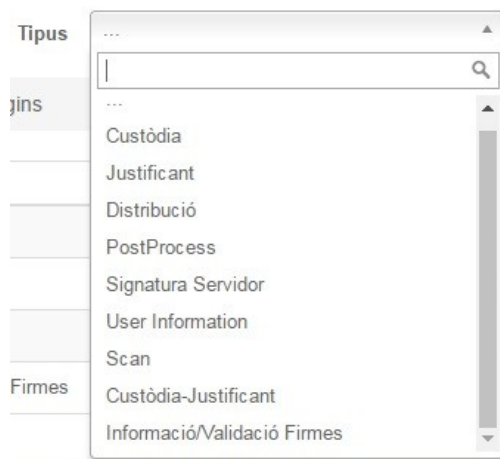 Tipus
...
gins
...
Custòdia
Justificant
Distribució
PostProcess
Signatura Servidor
User Information
Scan
Firmes
Custòdia-Justificant
Informació/Validació Firmes